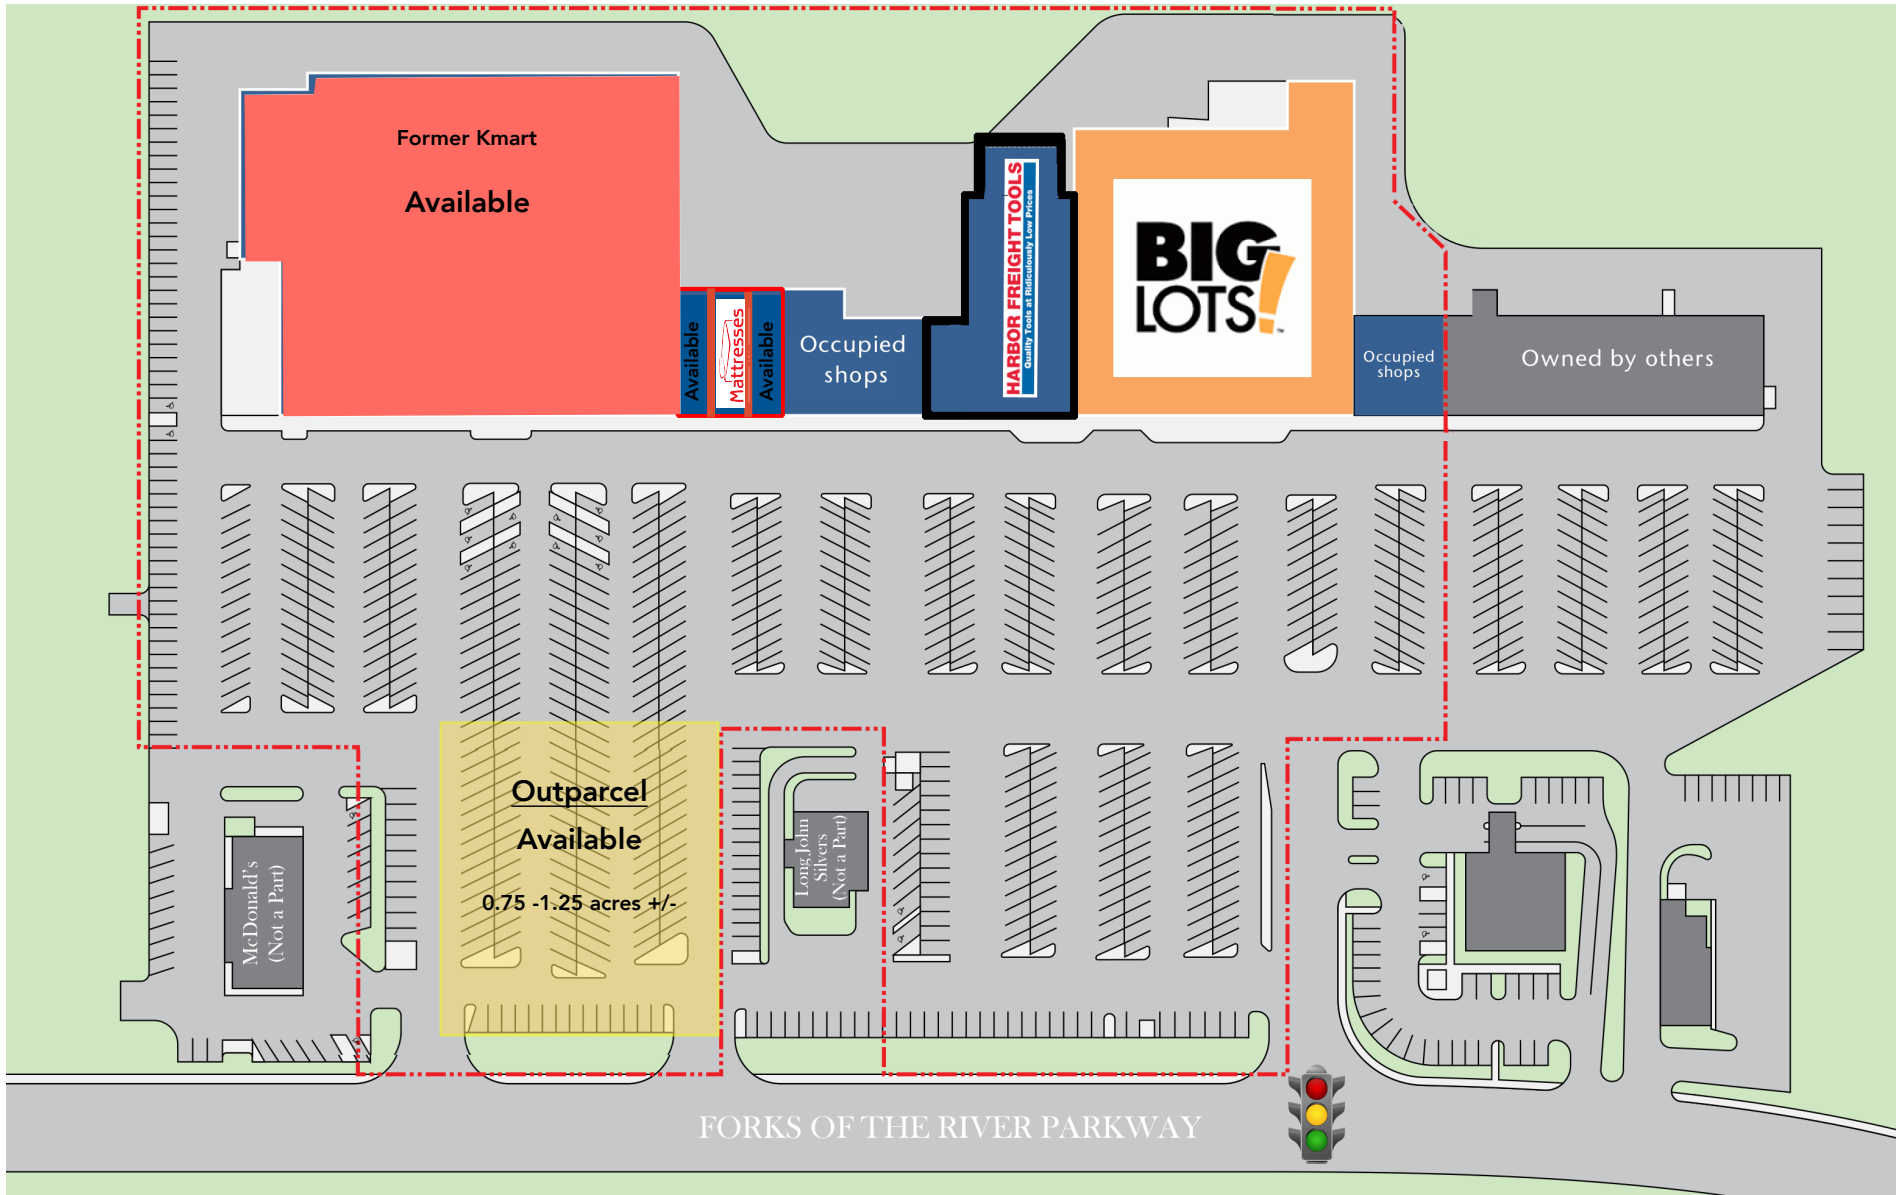 Former Kmart
Available
Available
Mattresses
Available
Occupied
shops
HARBOR FREIGHT TOOLS
Quality Tools at Ridiculously Low Prices
BIG
LOTS!
™
Occupied
shops
Owned by others
Outparcel
Available
0.75 -1.25 acres +/-
McDonald's
(Not a Part)
Long John
Silvers
(Not a Part)
FORKS OF THE RIVER PARKWAY